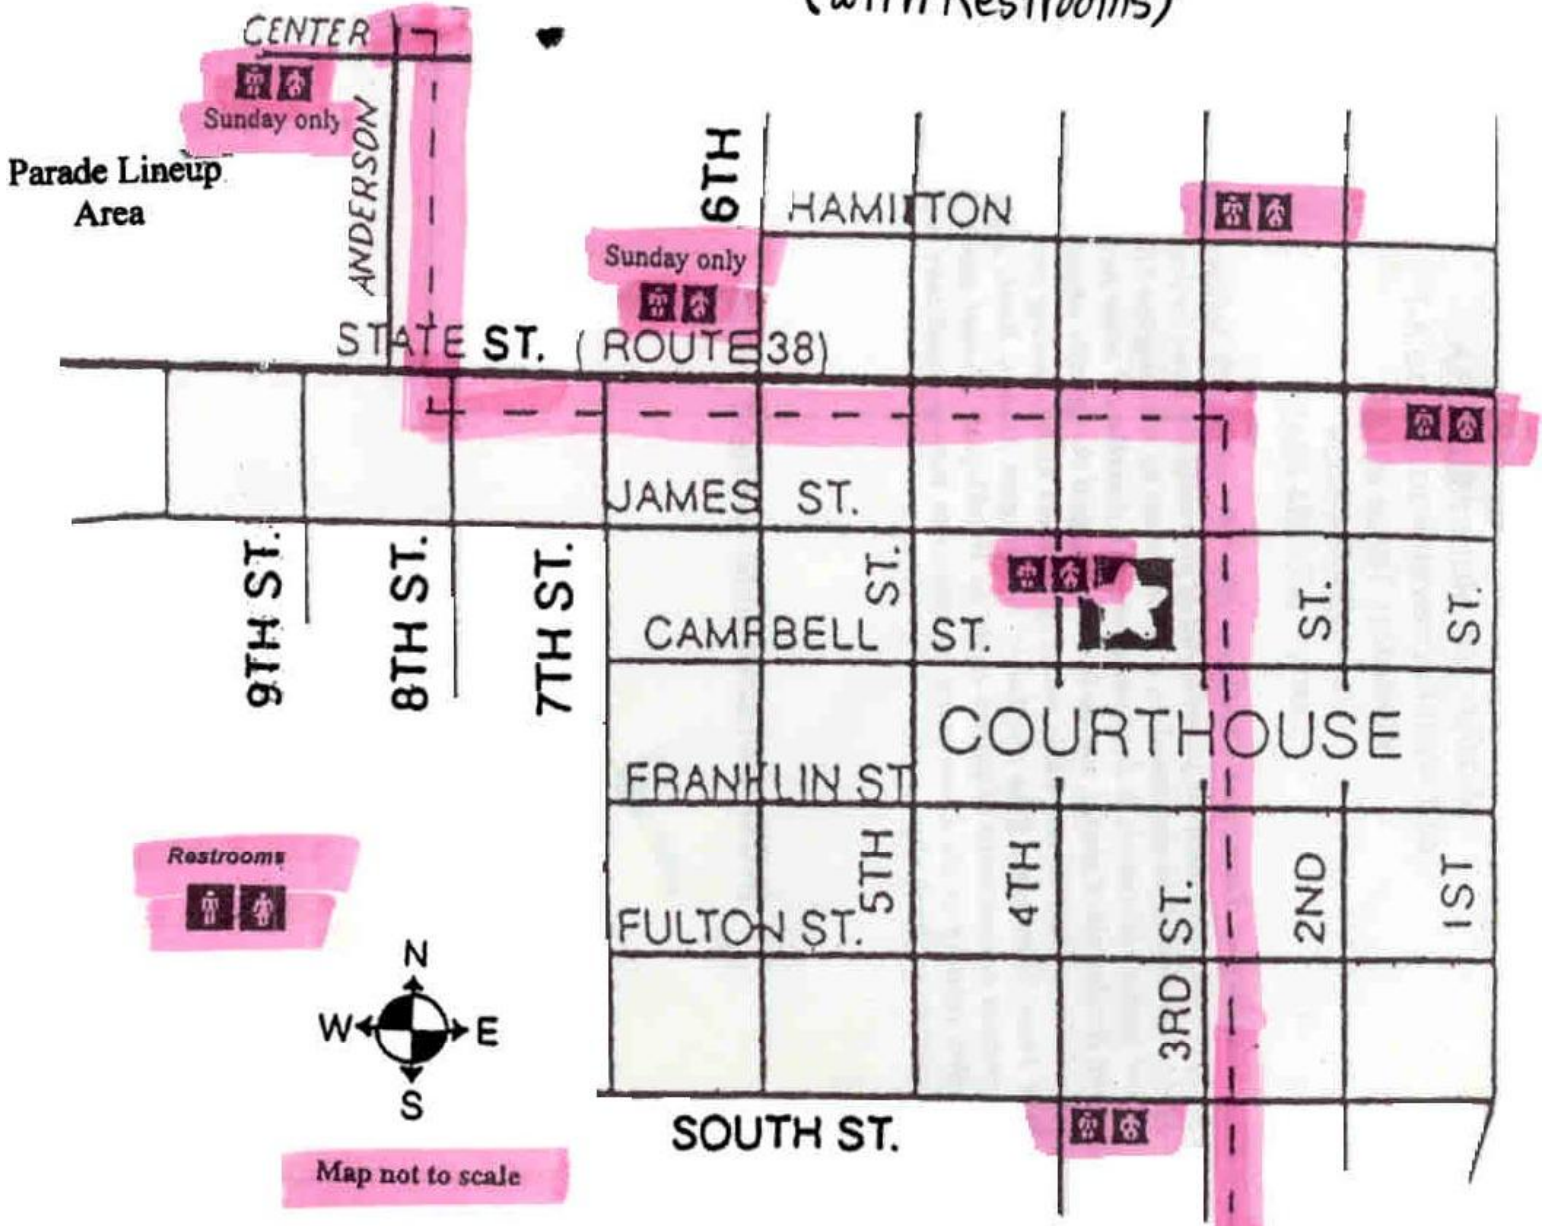 (with Restrooms)
CENTER
Sunday only
Parade Lineup
Area
ANDERSON
6TH
HAMILTON
Sunday only
STATE ST. (ROUTE 38)
JAMES ST.
9TH ST.
8TH ST.
7TH ST.
ST.
CAMPBELL ST.
ST.
ST.
COURTHOUSE
FRANKLIN ST
Restrooms
5TH
4TH
3RD ST.
2ND
1ST
FULTON ST.
N
W E
S
SOUTH ST.
Map not to scale